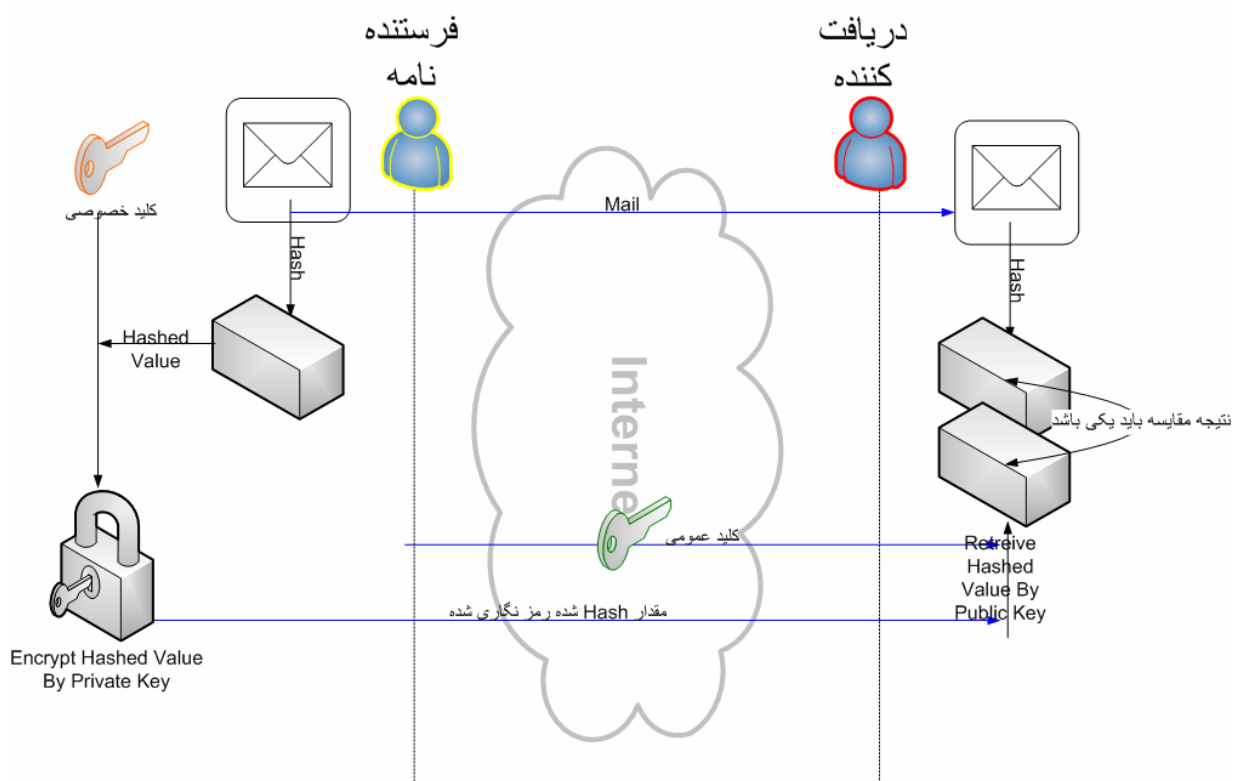 فرستنده
نامه
دریافت
کننده
کلید خصوصی
Mail
Hash
Hash
Hashed
Value
Interne
نتیجه مقایسه باید یکی باشد
کلید عمومی
Retreive
Hashed
Value By
Public Key
مقدار Hash شده رمز نگاری شده
Encrypt Hashed Value
By Private Key